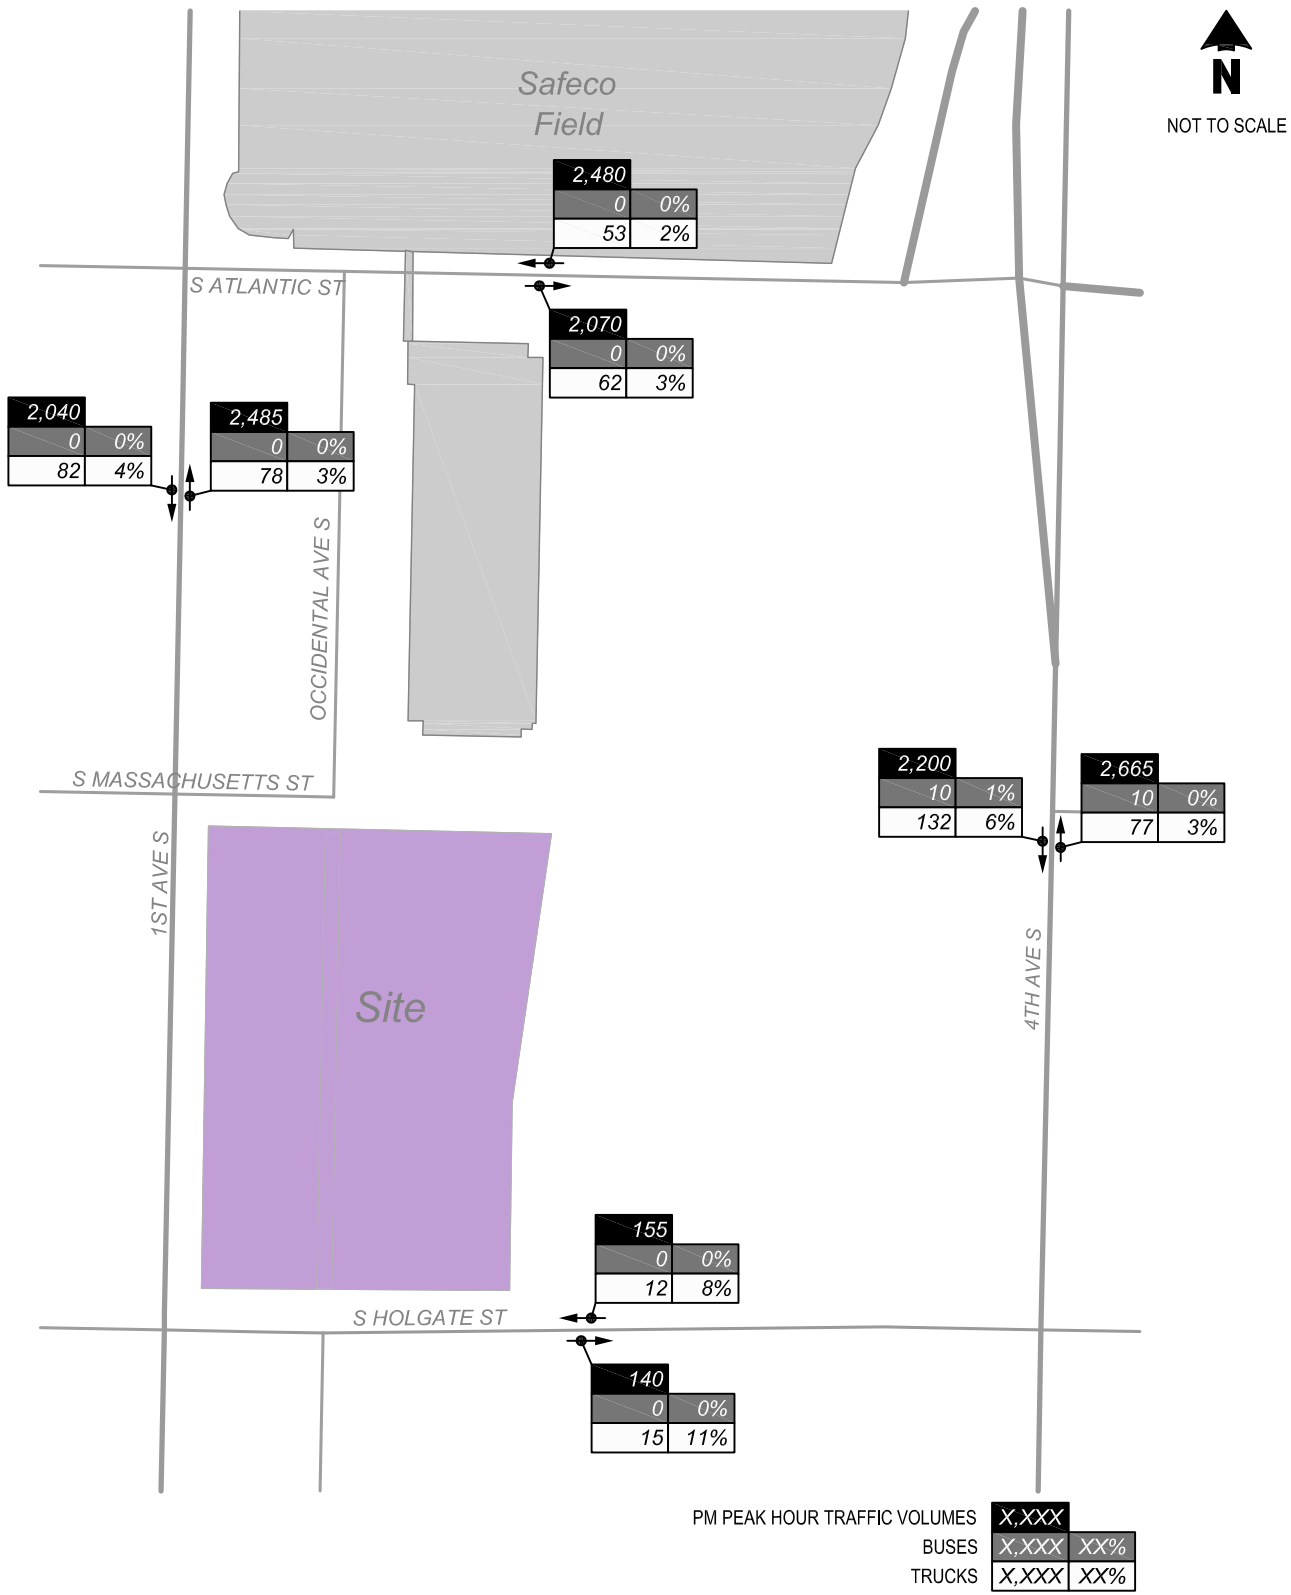 N
NOT TO SCALE
Safeco
Field
2,480
0 0%
53 2%
S ATLANTIC ST
2,070
0 0%
62 3%
2,040
0 0%
82 4%
2,485
0 0%
78 3%
OCCIDENTAL AVE S
S MASSACHUSETTS ST
2,200
10 1%
132 6%
2,665
10 0%
77 3%
1ST AVE S
4TH AVE S
Site
155
0 0%
12 8%
S HOLGATE ST
140
0 0%
15 11%
PM PEAK HOUR TRAFFIC VOLUMES X,XXX
BUSES X,XXX XX%
TRUCKS X,XXX XX%